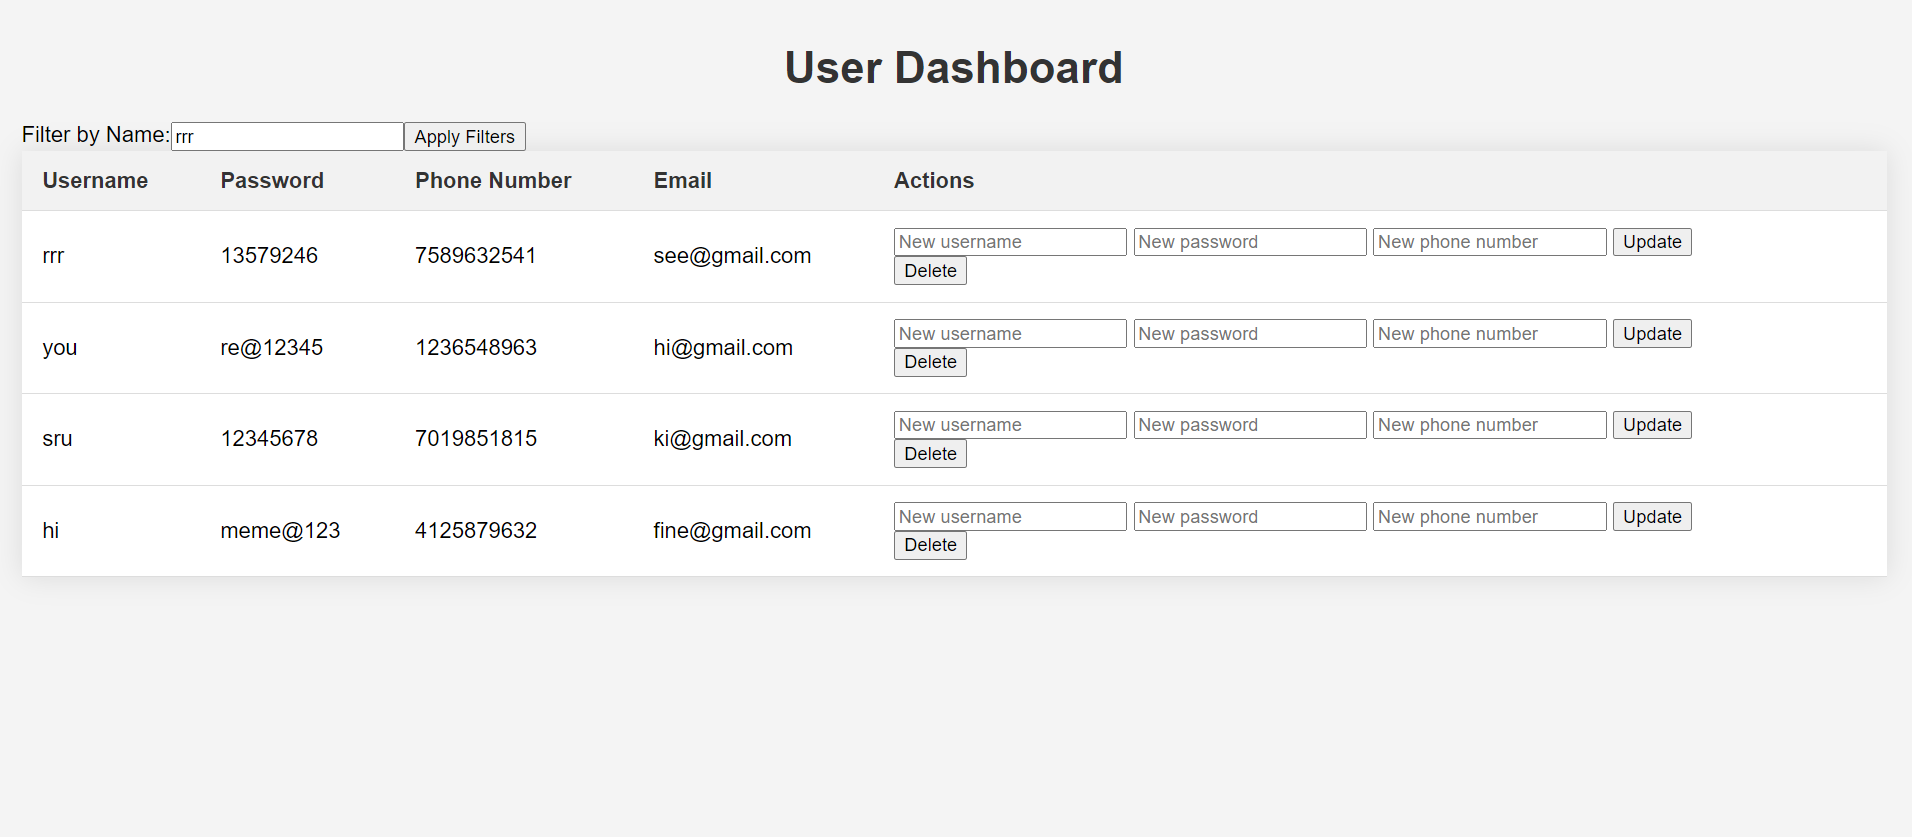 User Dashboard
Filter by Name: rrr Apply Filters
Username Password Phone Number Email Actions
rrr 13579246 7589632541 see@gmail.com New username New password New phone number Update
Delete
you re@12345 1236548963 hi@gmail.com New username New password New phone number Update
Delete
sru 12345678 7019851815 ki@gmail.com New username New password New phone number Update
Delete
hi meme@123 4125879632 fine@gmail.com New username New password New phone number Update
Delete